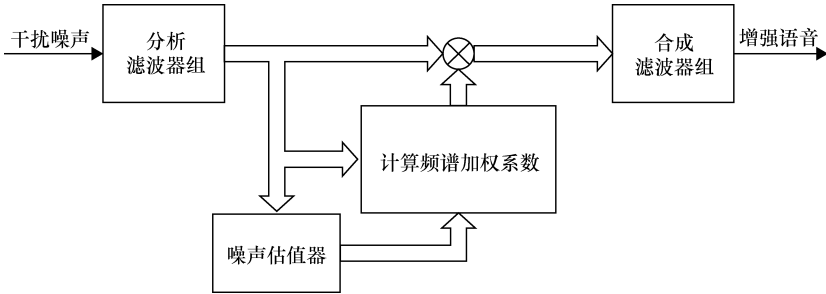 干扰噪声
分析
滤波器组
合成
滤波器组
增强语音
计算频谱加权系数
噪声估值器